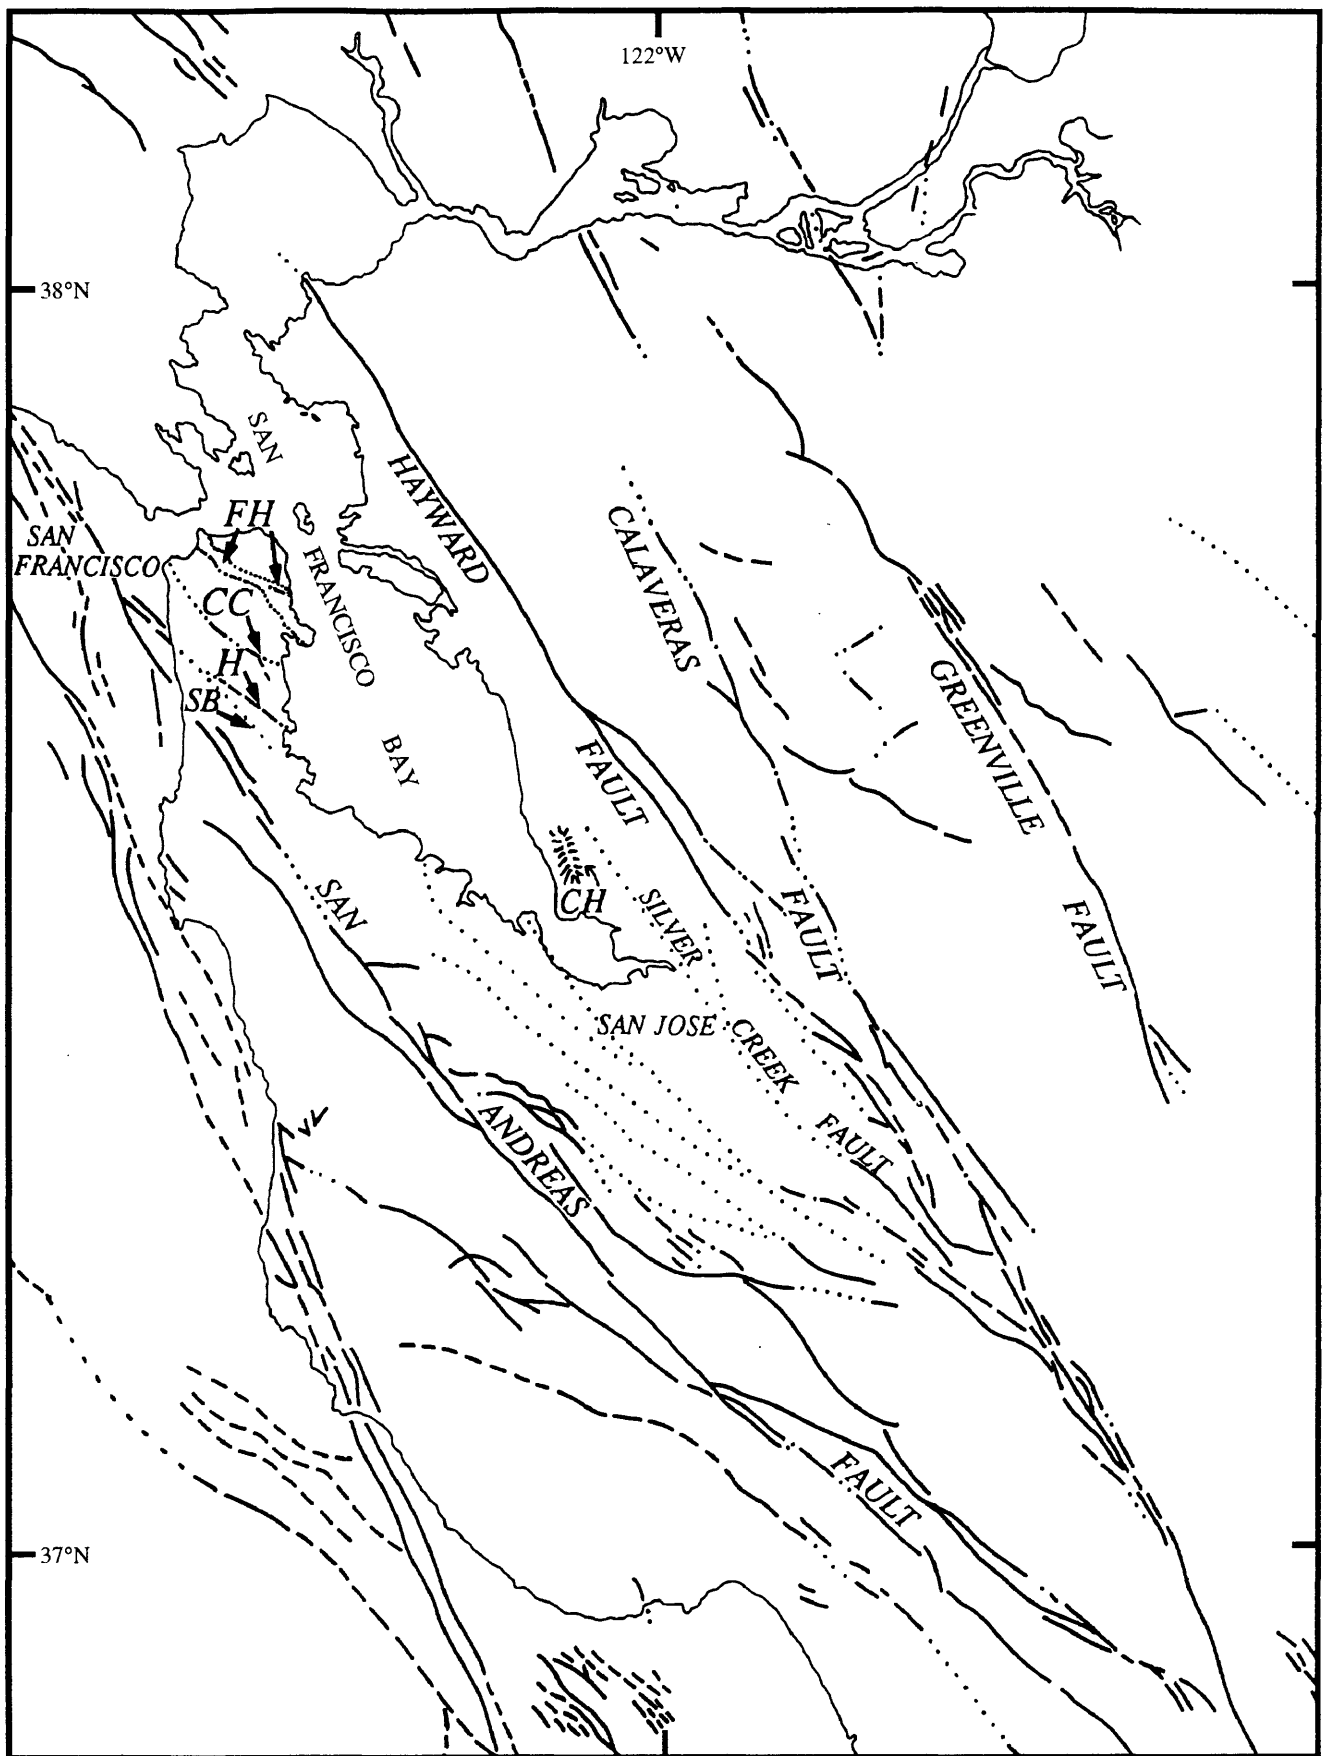 122°W
38°N
SAN
FRANCISCO
BAY
HAYWARD
FAULT
CALAVERAS
FAULT
FH
SAN
FRANCISCO
CC
H
SB
GREENVILLE
FAULT
CH
SILVER
CREEK
FAULT
SAN JOSE
SAN
ANDREAS
FAULT
37°N